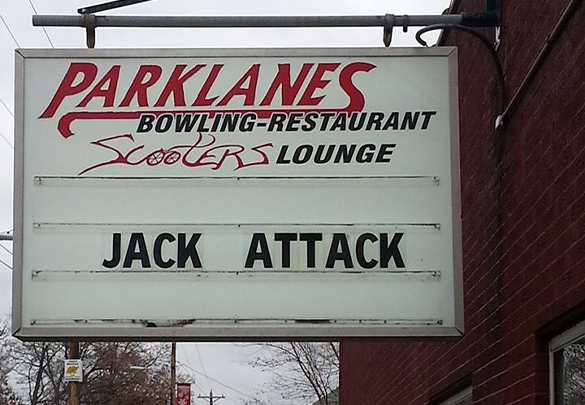 PARKLANES
BOWLING-RESTAURANT
SCOOTERS LOUNGE
JACK ATTACK